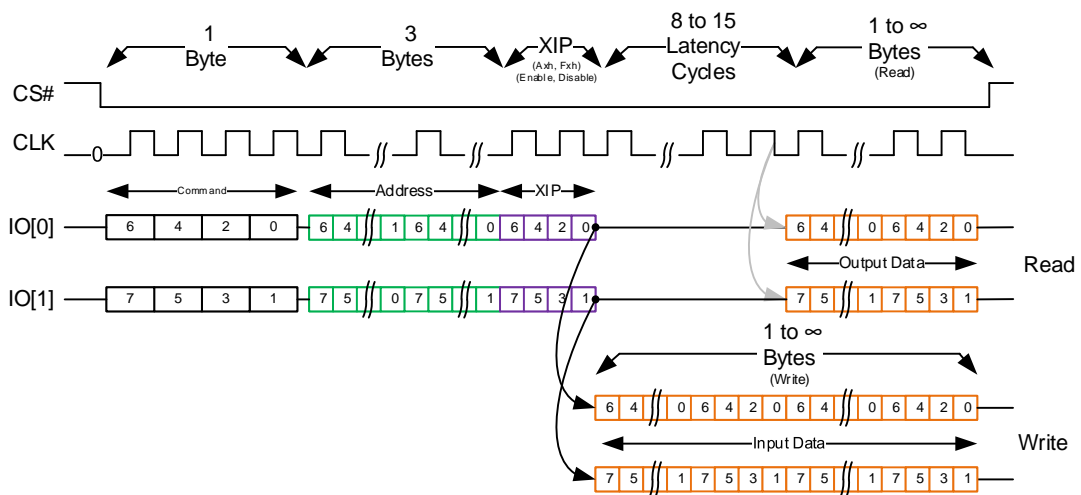 1
Byte
3
Bytes
XIP
(Axh, Fxh)
(Enable, Disable)
8 to 15
Latency
Cycles
1 to ∞
Bytes
(Read)
CS#
CLK 0
Command Address XIP
IO[0] 6 4 2 0 6 4 1 6 4 0 6 4 2 0 6 4 0 6 4 2 0
Output Data Read
IO[1] 7 5 3 1 7 5 0 7 5 1 7 5 3 1 7 5 1 7 5 3 1
1 to ∞
Bytes
(Write)
6 4 0 6 4 2 0 6 4 0 6 4 2 0
Input Data Write
7 5 1 7 5 3 1 7 5 1 7 5 3 1